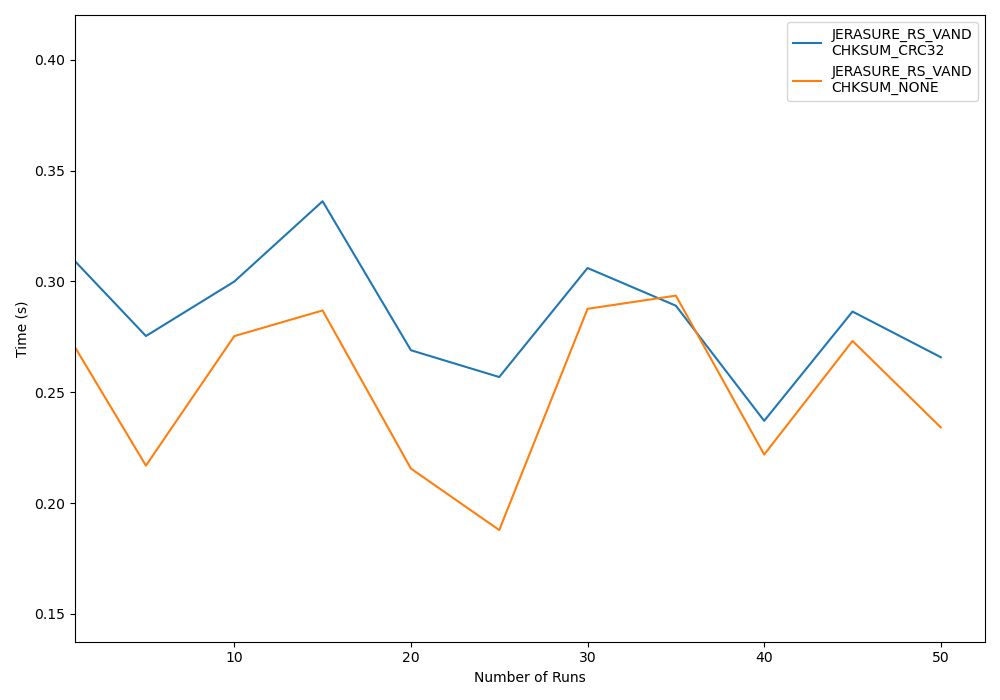 JERASURE_RS_VAND
CHKSUM_CRC32
JERASURE_RS_VAND
CHKSUM_NONE
0.40
0.35
0.30
0.25
0.20
0.15
Time (s)
10 20 30 40 50
Number of Runs